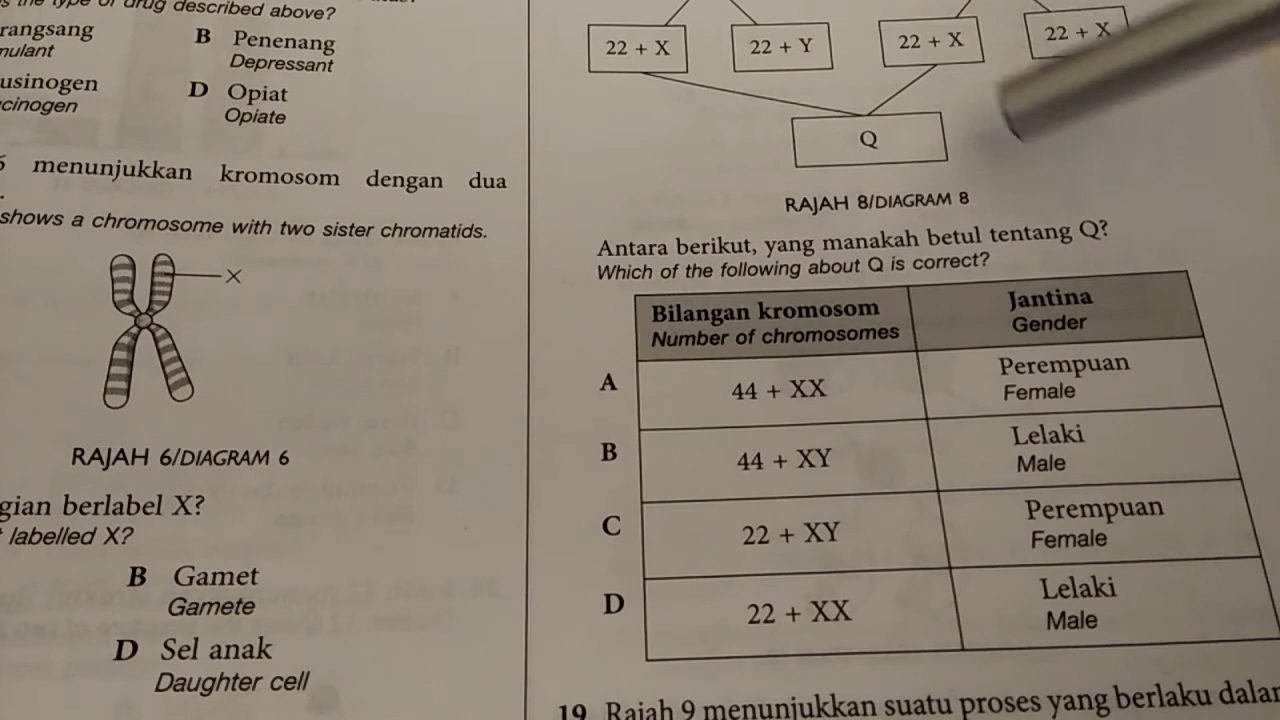 the type of drug described above?
rangsang
B Penenang
Depressant
usinogen
cinogen
D Opiat
Opiate
menunjukkan kromosom dengan dua
shows a chromosome with two sister chromatids.
X
RAJAH 6/DIAGRAM 6
gian berlabel X?
labelled X?
B Gamet
Gamete
D Sel anak
Daughter cell
22 + X
22 + Y
22 + X
22 + X
Q
RAJAH 8/DIAGRAM 8
Antara berikut, yang manakah betul tentang Q?
Which of the following about Q is correct?
Bilangan kromosom
Number of chromosomes
Jantina
Gender
A 44 + XX Perempuan
Female
B 44 + XY Lelaki
Male
C 22 + XY Perempuan
Female
D 22 + XX Lelaki
Male
19 Rajah 9 menunjukkan suatu proses yang berlaku dalam